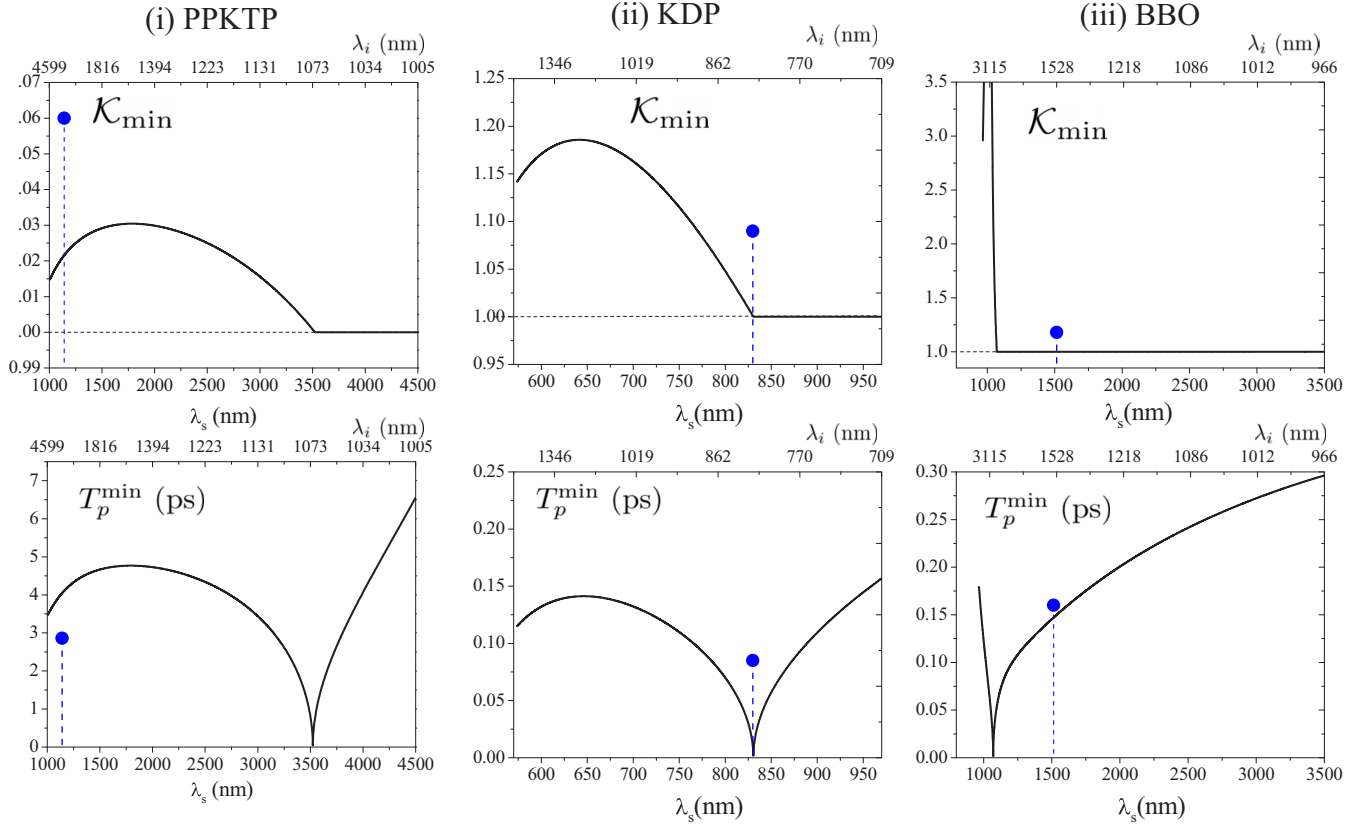 (i) PPKTP
λi (nm)
4599 1816 1394 1223 1131 1073 1034 1005
.07
.06
.05
.04
.03
.02
.01
.00
0.99
𝒦min
1000 1500 2000 2500 3000 3500 4000 4500
λs (nm)
λi (nm)
4599 1816 1394 1223 1131 1073 1034 1005
7
6
5
4
3
2
1
0
Tpmin (ps)
1000 1500 2000 2500 3000 3500 4000 4500
λs (nm)
(ii) KDP
λi (nm)
1346 1019 862 770 709
1.25
1.20
1.15
1.10
1.05
1.00
0.95
𝒦min
600 650 700 750 800 850 900 950
λs(nm)
λi (nm)
1346 1019 862 770 709
0.25
0.20
0.15
0.10
0.05
0.00
Tpmin (ps)
600 650 700 750 800 850 900 950
λs(nm)
(iii) BBO
λi (nm)
3115 1528 1218 1086 1012 966
3.5
3.0
2.5
2.0
1.5
1.0
𝒦min
1000 1500 2000 2500 3000 3500
λs(nm)
λi (nm)
3115 1528 1218 1086 1012 966
0.30
0.25
0.20
0.15
0.10
0.05
0.00
Tpmin (ps)
1000 1500 2000 2500 3000 3500
λs(nm)